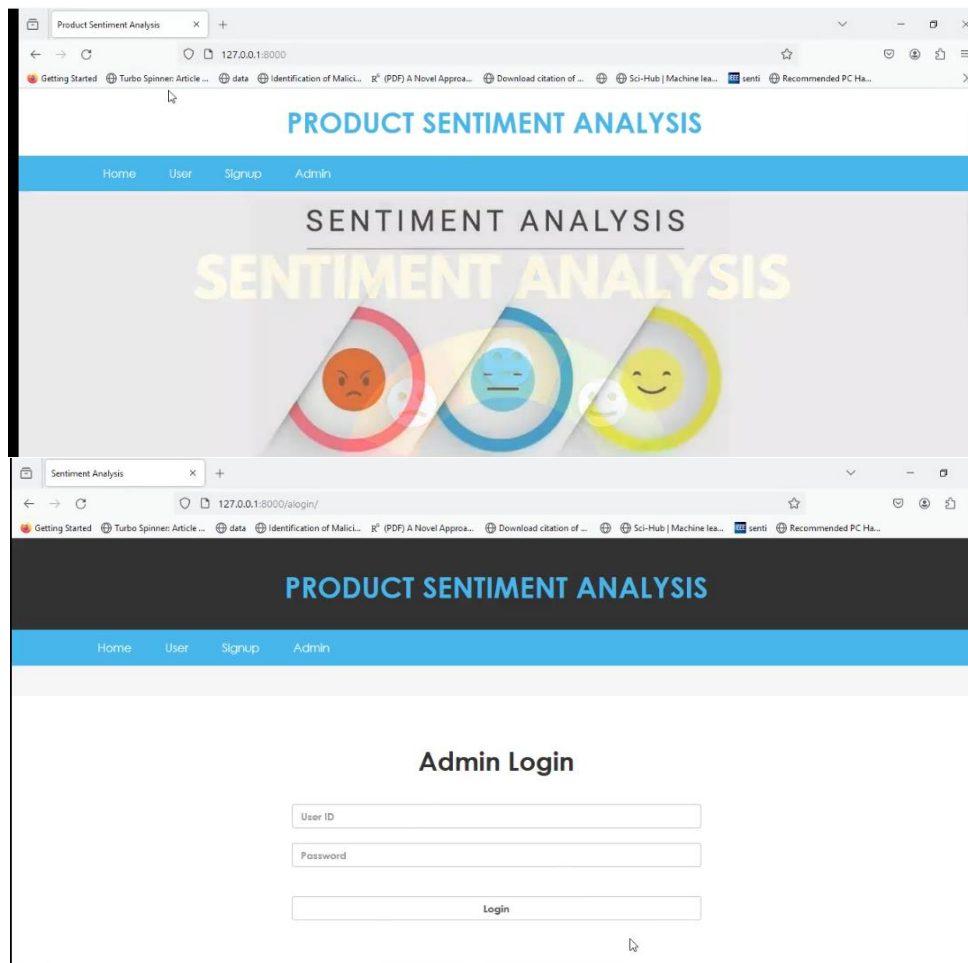 Product Sentiment Analysis
127.0.0.1:8000
Getting Started Turbo Spinner: Article ... data Identification of Malici... R⁶ (PDF) A Novel Approa... Download citation of ... Sci-Hub | Machine lea... IEEE senti Recommended PC Ha...
PRODUCT SENTIMENT ANALYSIS
Home User Signup Admin
SENTIMENT ANALYSIS
SENTIMENT ANALYSIS
Sentiment Analysis
127.0.0.1:8000/alogin/
Getting Started Turbo Spinner: Article ... data Identification of Malici... R⁶ (PDF) A Novel Approa... Download citation of ... Sci-Hub | Machine lea... IEEE senti Recommended PC Ha...
PRODUCT SENTIMENT ANALYSIS
Home User Signup Admin
Admin Login
User ID
Password
Login